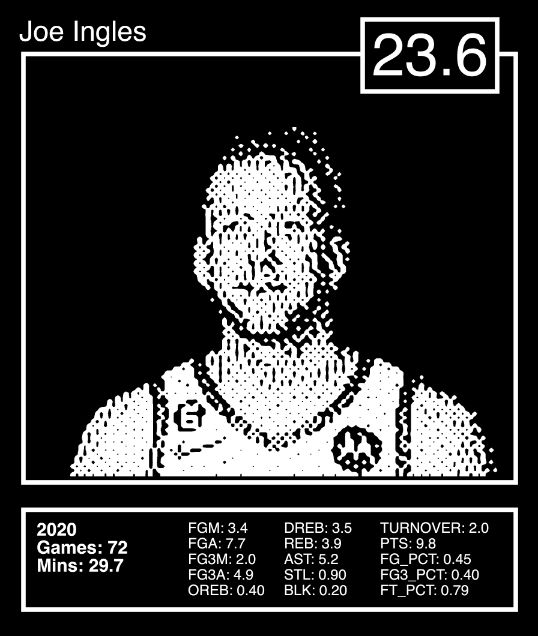 Joe Ingles
23.6
G
M
2020
Games: 72
Mins: 29.7
FGM: 3.4
FGA: 7.7
FG3M: 2.0
FG3A: 4.9
OREB: 0.40
DREB: 3.5
REB: 3.9
AST: 5.2
STL: 0.90
BLK: 0.20
TURNOVER: 2.0
PTS: 9.8
FG_PCT: 0.45
FG3_PCT: 0.40
FT_PCT: 0.79